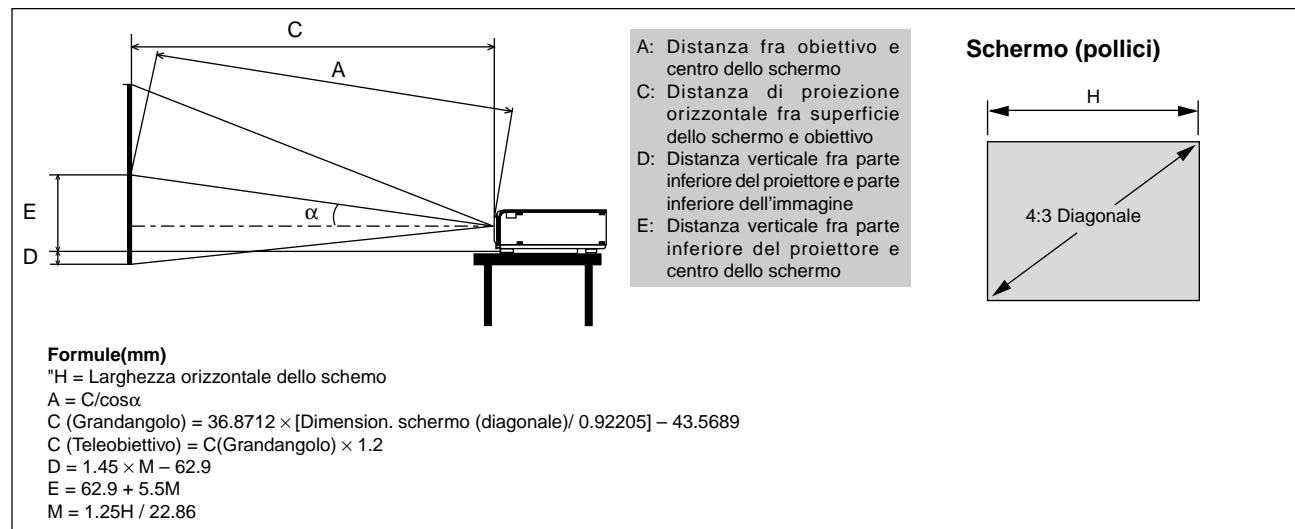 C
A
E
α
D
A: Distanza fra obiettivo e
centro dello schermo
C: Distanza di proiezione
orizzontale fra superficie
dello schermo e obiettivo
D: Distanza verticale fra parte
inferiore del proiettore e parte
inferiore dell'immagine
E: Distanza verticale fra parte
inferiore del proiettore e
centro dello schermo
Schermo (pollici)
H
4:3 Diagonale
Formule(mm)
"H = Larghezza orizzontale dello schemo
A = C/cosα
C (Grandangolo) = 36.8712 × [Dimension. schermo (diagonale)/ 0.92205] – 43.5689
C (Teleobiettivo) = C(Grandangolo) × 1.2
D = 1.45 × M – 62.9
E = 62.9 + 5.5M
M = 1.25H / 22.86